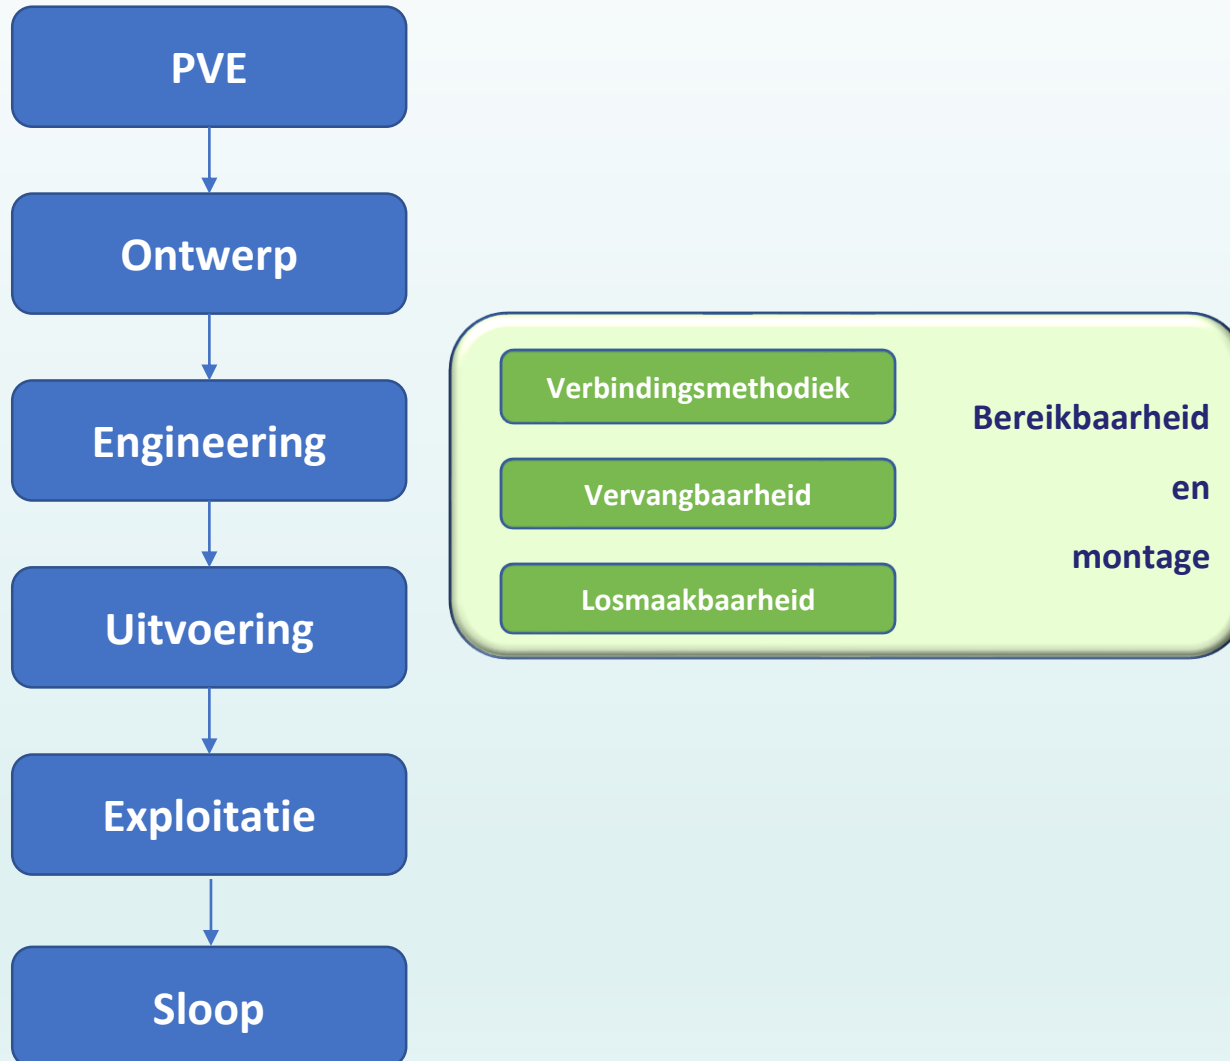 PVE
Ontwerp
Engineering
Uitvoering
Exploitatie
Sloop
Verbindingsmethodiek
Vervangbaarheid
Losmaakbaarheid
Bereikbaarheid
en
montage